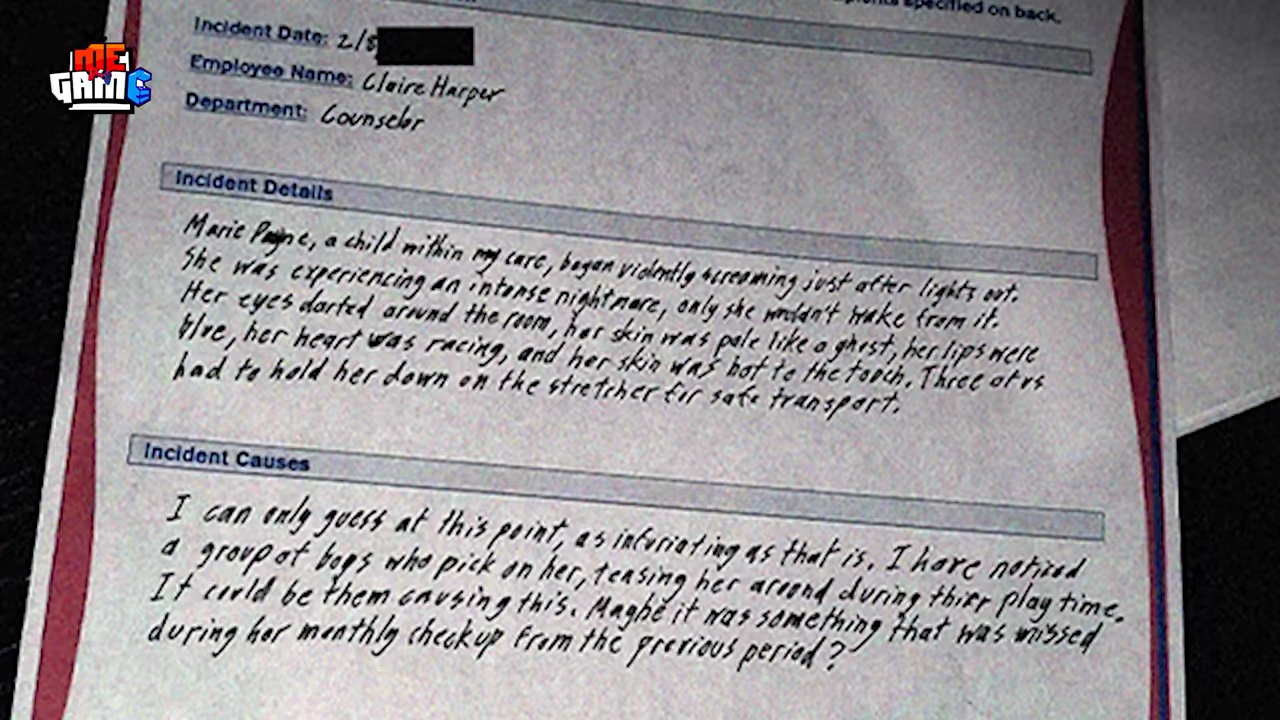 specified on back.
Incident Date: 2/8
Employee Name: Claire Harper
Department: Counselor
ME GAME
Incident Details
Marie Payne, a child within my care, began violently screaming just after lights out.
She was experiencing an intense nightmare, only she wouldn't wake from it.
Her eyes darted around the room, her skin was pale like a ghost, her lips were
blue, her heart was racing, and her skin was hot to the touch. Three of us
had to hold her down on the stretcher for safe transport.
Incident Causes
I can only guess at this point, as infuriating as that is. I have noticed
a group of boys who pick on her, teasing her around during their play time.
It could be them causing this. Maybe it was something that was missed
during her monthly checkup from the previous period?